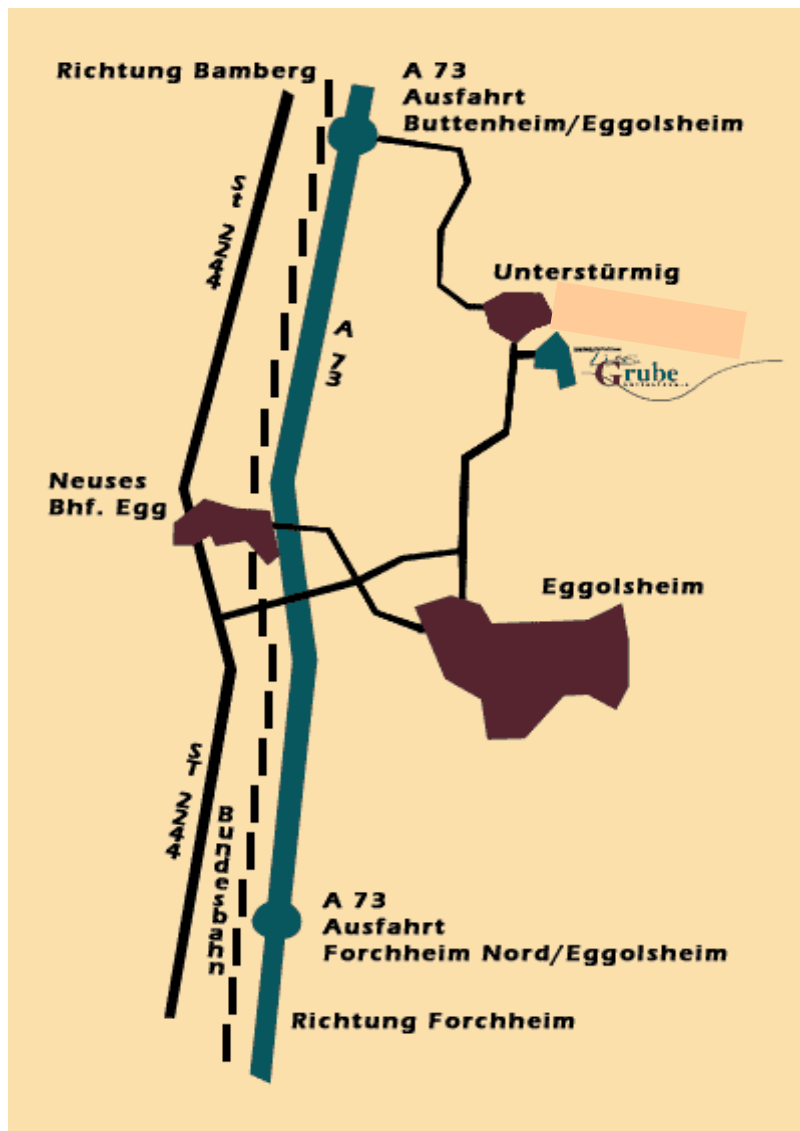 Richtung Bamberg
A 73
Ausfahrt
Buttenheim/Eggolsheim
St 2244
A 73
Unterstürmig
Grube
Neuses
Bhf. Egg
Eggolsheim
ST 2244
Bundesbahn
A 73
Ausfahrt
Forchheim Nord/Eggolsheim
Richtung Forchheim